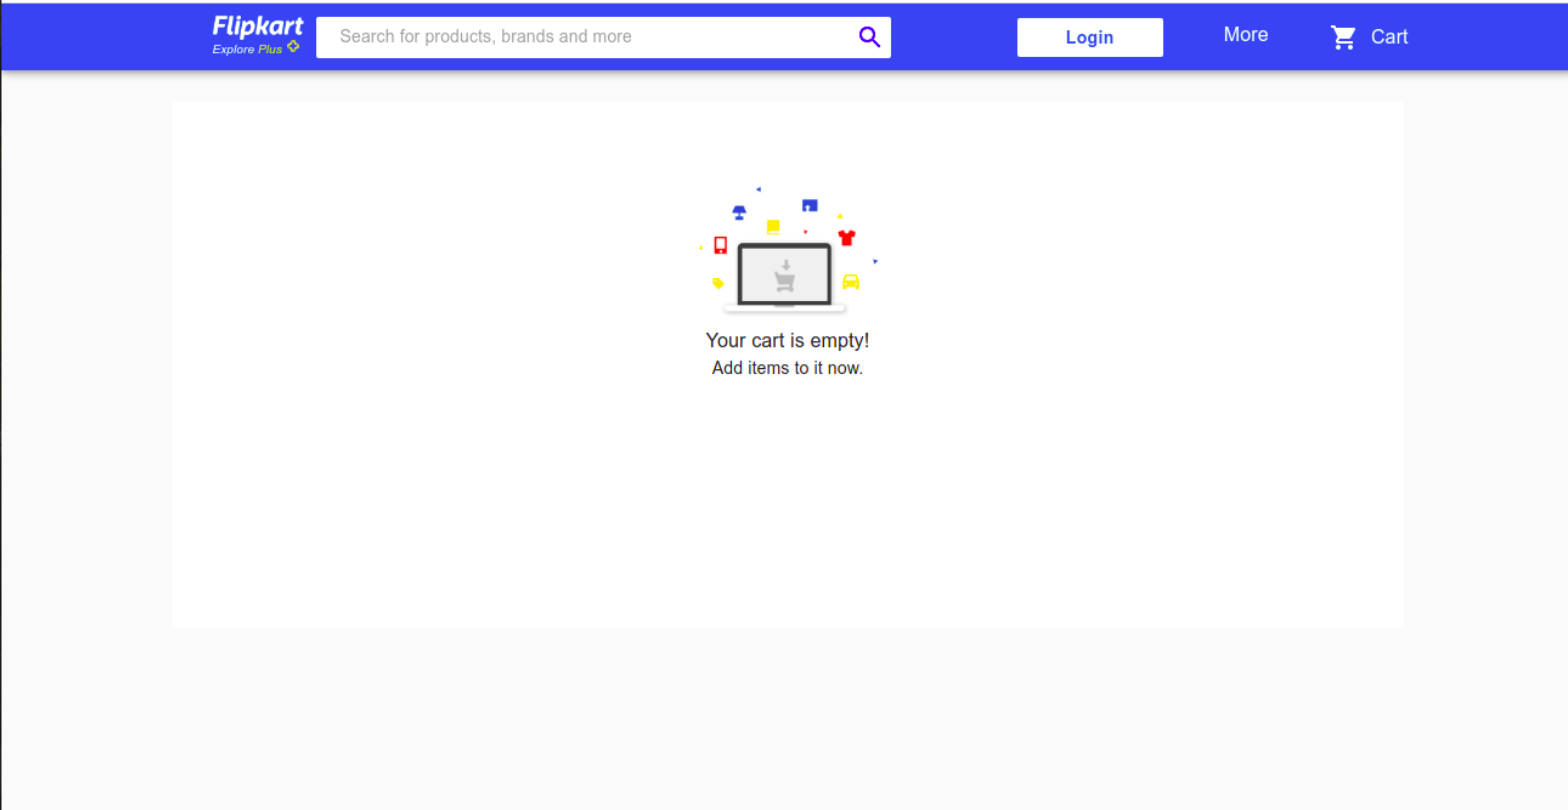 Flipkart
Explore Plus
Search for products, brands and more
Login
More
Cart
Your cart is empty!
Add items to it now.